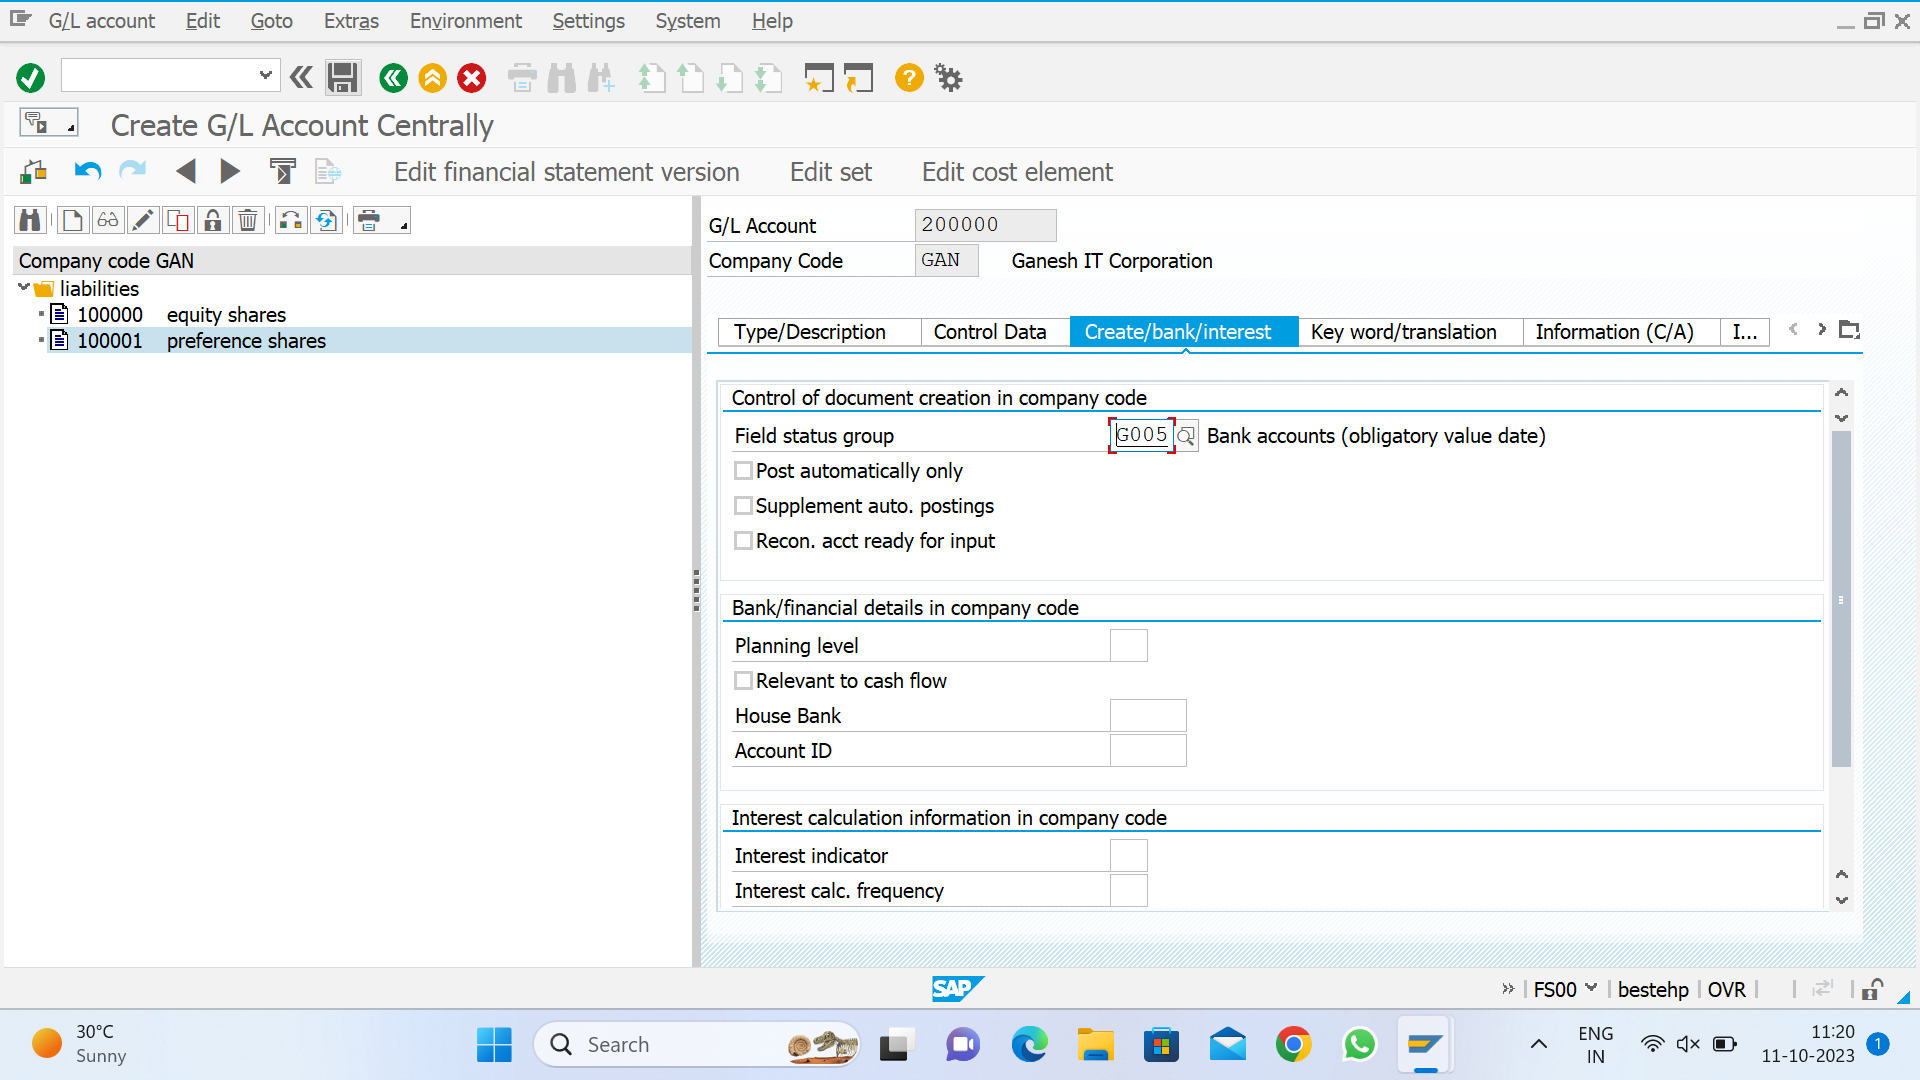 G/L account Edit Goto Extras Environment Settings System Help
Create G/L Account Centrally
Edit financial statement version Edit set Edit cost element
Company code GAN
liabilities
100000 equity shares
100001 preference shares
G/L Account 200000
Company Code GAN Ganesh IT Corporation
Type/Description Control Data Create/bank/interest Key word/translation Information (C/A) I...
Control of document creation in company code
Field status group G005 Bank accounts (obligatory value date)
Post automatically only
Supplement auto. postings
Recon. acct ready for input
Bank/financial details in company code
Planning level
Relevant to cash flow
House Bank
Account ID
Interest calculation information in company code
Interest indicator
Interest calc. frequency
SAP
FS00 bestehp OVR
30°C
Sunny
Search
ENG
IN
11:20
11-10-2023
1